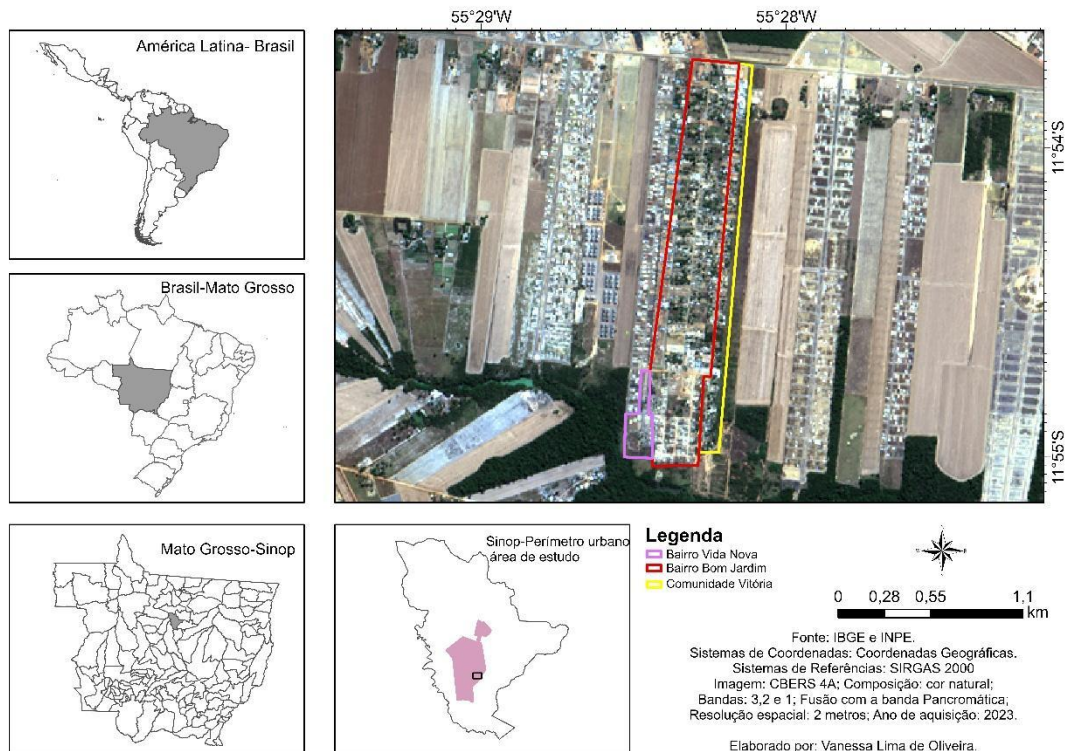 América Latina- Brasil
55°29'W
55°28'W
11°54'S
11°55'S
Brasil-Mato Grosso
Mato Grosso-Sinop
Sinop-Perímetro urbano
área de estudo
Legenda
Bairro Vida Nova
Bairro Bom Jardim
Comunidade Vitória
0 0,28 0,55 1,1
km
Fonte: IBGE e INPE.
Sistemas de Coordenadas: Coordenadas Geográficas.
Sistemas de Referências: SIRGAS 2000
Imagem: CBERS 4A; Composição: cor natural;
Bandas: 3,2 e 1; Fusão com a banda Pancromática;
Resolução espacial: 2 metros; Ano de aquisição: 2023.
Elaborado por: Vanessa Lima de Oliveira.